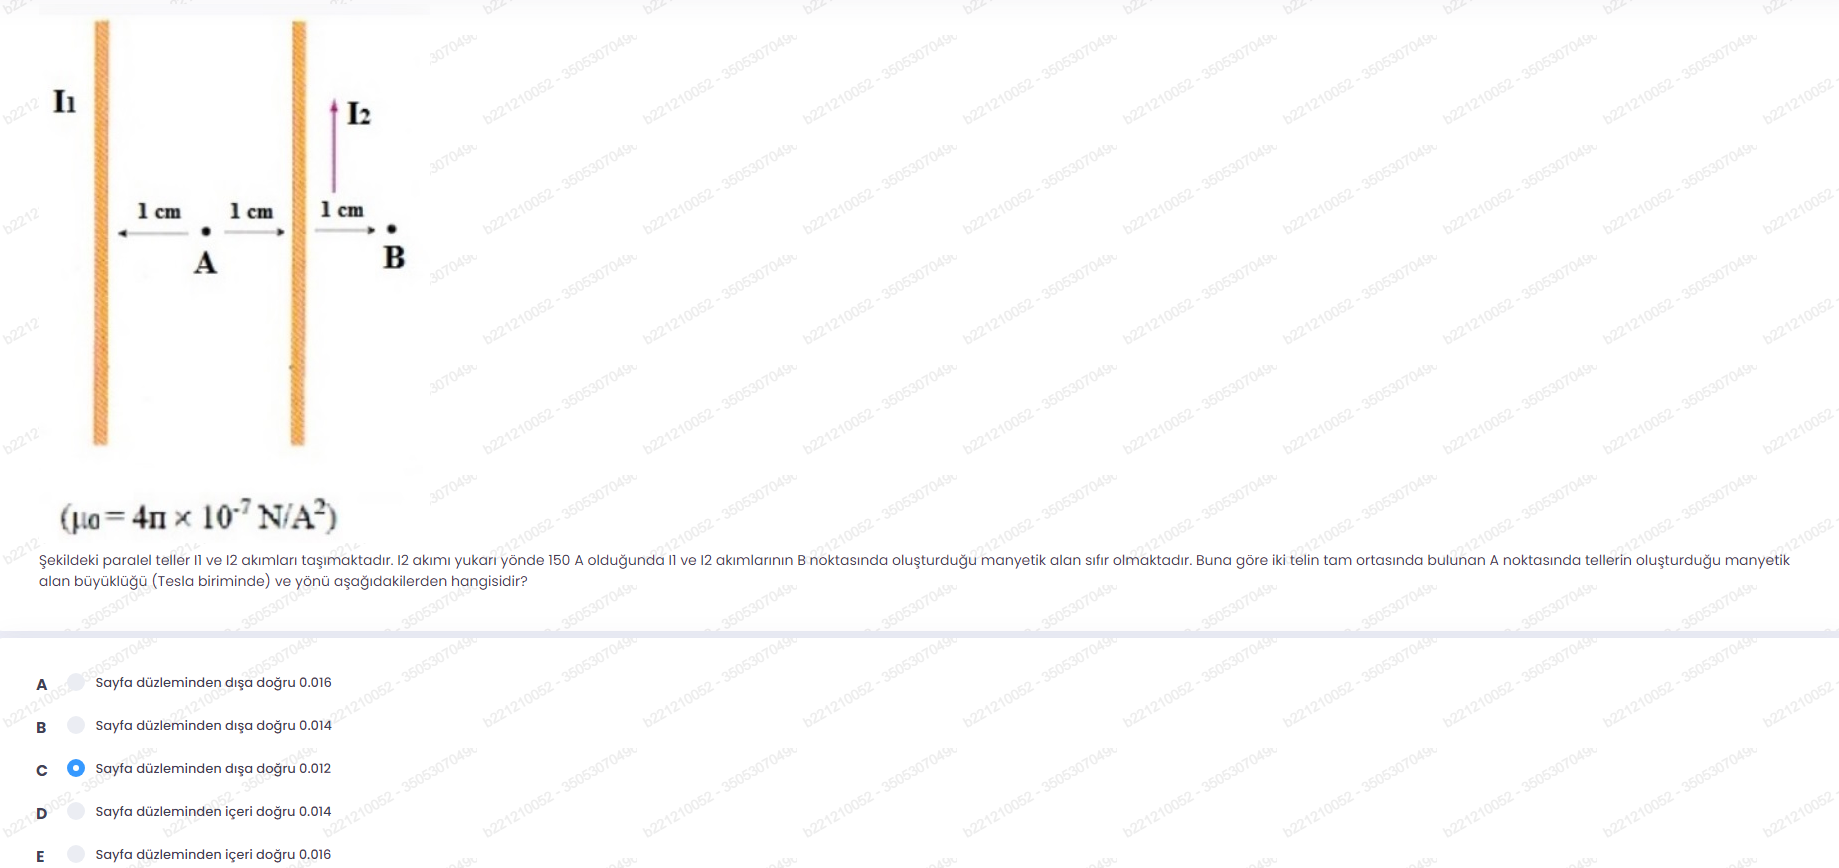 I1
I2
1 cm 1 cm 1 cm
A
B
(μo = 4π × 10⁻⁷ N/A²)
Şekildeki paralel teller I1 ve I2 akımları taşımaktadır. I2 akımı yukarı yönde 150 A olduğunda I1 ve I2 akımlarının B noktasında oluşturduğu manyetik alan sıfır olmaktadır. Buna göre iki telin tam ortasında bulunan A noktasında tellerin oluşturduğu manyetik
alan büyüklüğü (Tesla biriminde) ve yönü aşağıdakilerden hangisidir?
A Sayfa düzleminden dışa doğru 0.016
B Sayfa düzleminden dışa doğru 0.014
C Sayfa düzleminden dışa doğru 0.012
D Sayfa düzleminden içeri doğru 0.014
E Sayfa düzleminden içeri doğru 0.016